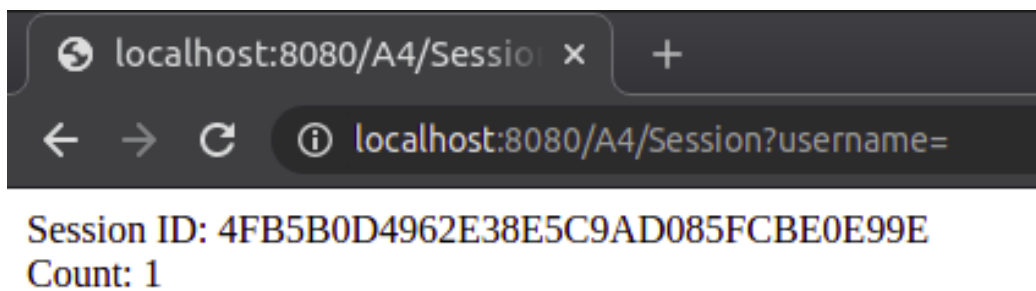 localhost:8080/A4/Sessio
localhost:8080/A4/Session?username=
Session ID: 4FB5B0D4962E38E5C9AD085FCBE0E99E
Count: 1